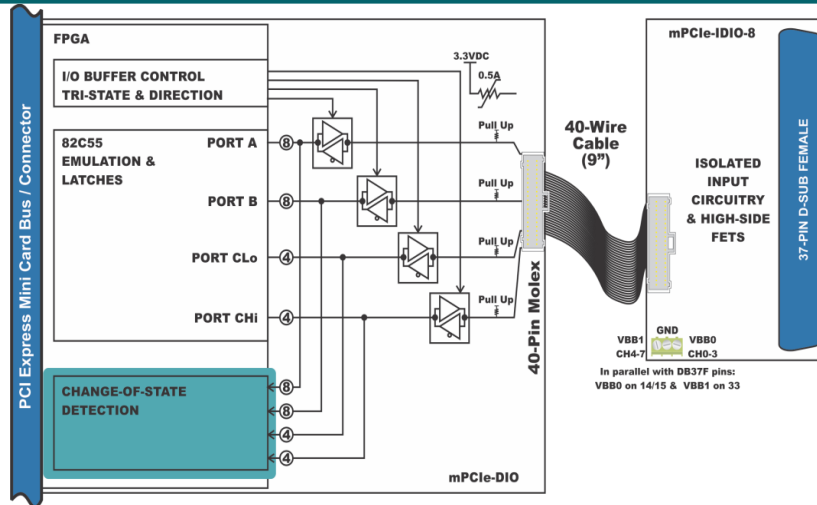 PCI Express Mini Card Bus / Connector
FPGA
I/O BUFFER CONTROL
TRI-STATE & DIRECTION
82C55
EMULATION &
LATCHES
PORT A
8
PORT B
8
PORT CLo
4
PORT CHi
4
CHANGE-OF-STATE
DETECTION
8
8
4
4
3.3VDC
0.5A
Pull Up
Pull Up
Pull Up
Pull Up
40-Pin Molex
mPCIe-DIO
40-Wire
Cable
(9”)
mPCIe-IDIO-8
ISOLATED
INPUT
CIRCUITRY
& HIGH-SIDE
FETS
37-PIN D-SUB FEMALE
GND
VBB1 VBB0
CH4-7 CH0-3
In parallel with DB37F pins:
VBB0 on 14/15 & VBB1 on 33